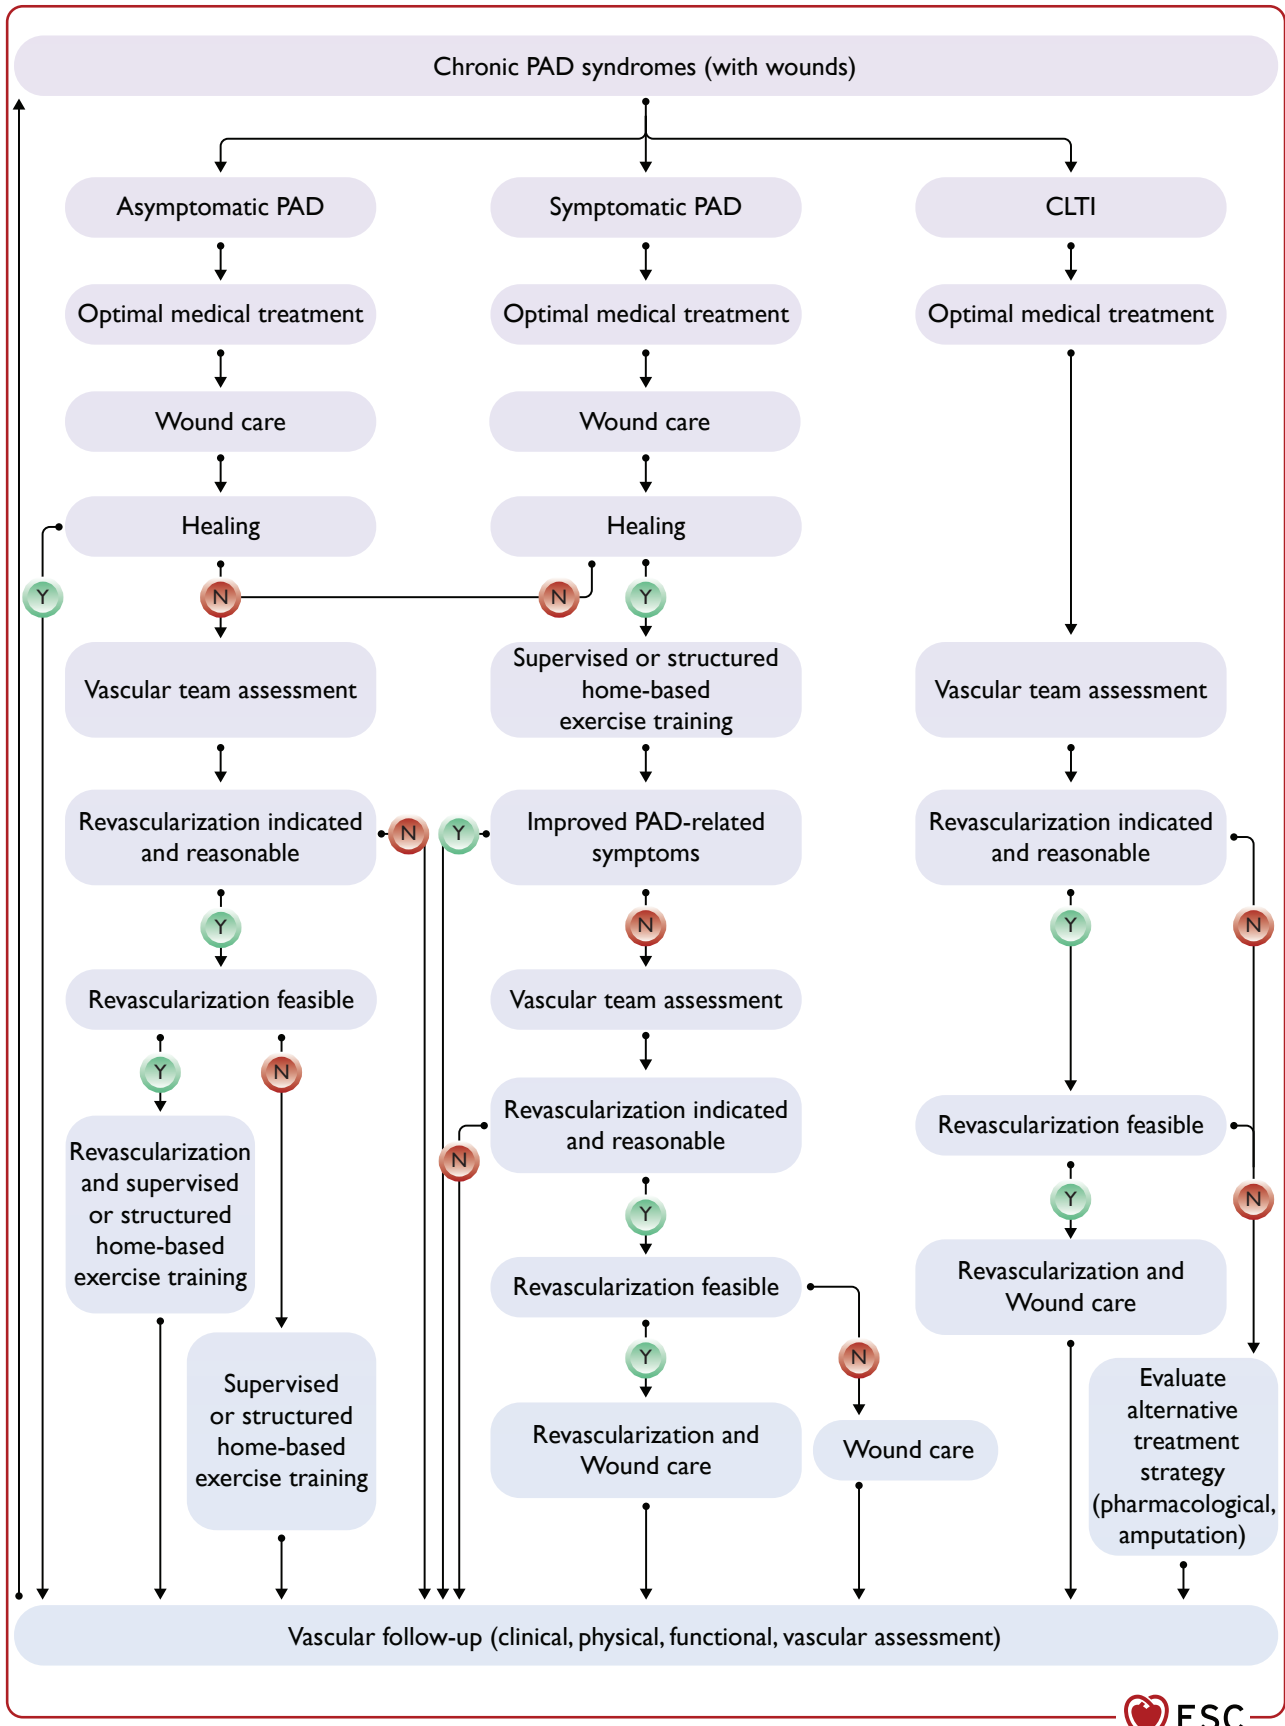 Chronic PAD syndromes (with wounds)
Asymptomatic PAD
Symptomatic PAD
CLTI
Optimal medical treatment
Optimal medical treatment
Optimal medical treatment
Wound care
Wound care
Healing
Healing
Y
N
N
Y
Vascular team assessment
Supervised or structured
home-based
exercise training
Vascular team assessment
Revascularization indicated
and reasonable
N
Y
Improved PAD-related
symptoms
Revascularization indicated
and reasonable
Y
N
Y
N
Revascularization feasible
Vascular team assessment
Y
N
Revascularization
and supervised
or structured
home-based
exercise training
Revascularization indicated
and reasonable
N
Y
Revascularization feasible
Y
N
Revascularization feasible
Revascularization and
Wound care
Y
N
Supervised
or structured
home-based
exercise training
Revascularization and
Wound care
Wound care
Evaluate
alternative
treatment
strategy
(pharmacological,
amputation)
Vascular follow-up (clinical, physical, functional, vascular assessment)
ESC